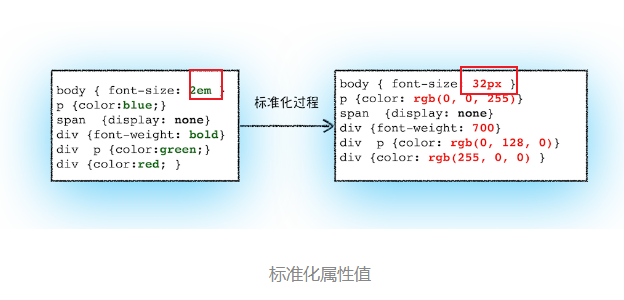 body { font-size: 2em }
p {color:blue;}
span  {display: none}
div {font-weight: bold}
div  p {color:green;}
div {color:red; }
标准化过程
body { font-size: 32px }
p {color: rgb(0, 0, 255)}
span  {display: none}
div {font-weight: 700}
div  p {color: rgb(0, 128, 0)}
div {color: rgb(255, 0, 0) }
标准化属性值